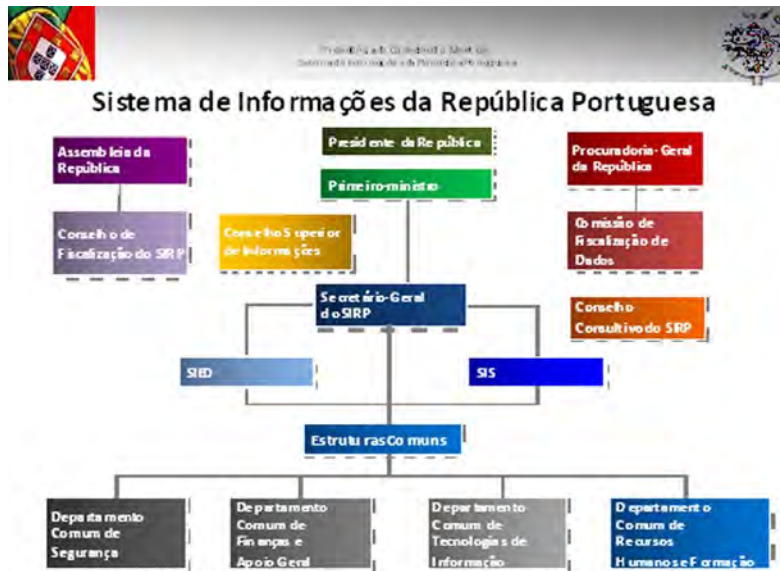 Sistema de Informações da República Portuguesa
Assembleia da
República
Presidente da República
Primeiro-ministro
Procuradoria-Geral
da República
Conselho de
Fiscalização do SIRP
Conselho Superior
de Informações
Comissão de
Fiscalização de
Dados
Secretário-Geral
do SIRP
Conselho
Consultivo do SIRP
SIED
SIS
Estruturas Comuns
Departamento
Comum de
Segurança
Departamento
Comum de
Finanças e
Apoio Geral
Departamento
Comum de
Tecnologias de
Informação
Departamento
Comum de
Recursos
Humanos e Formação